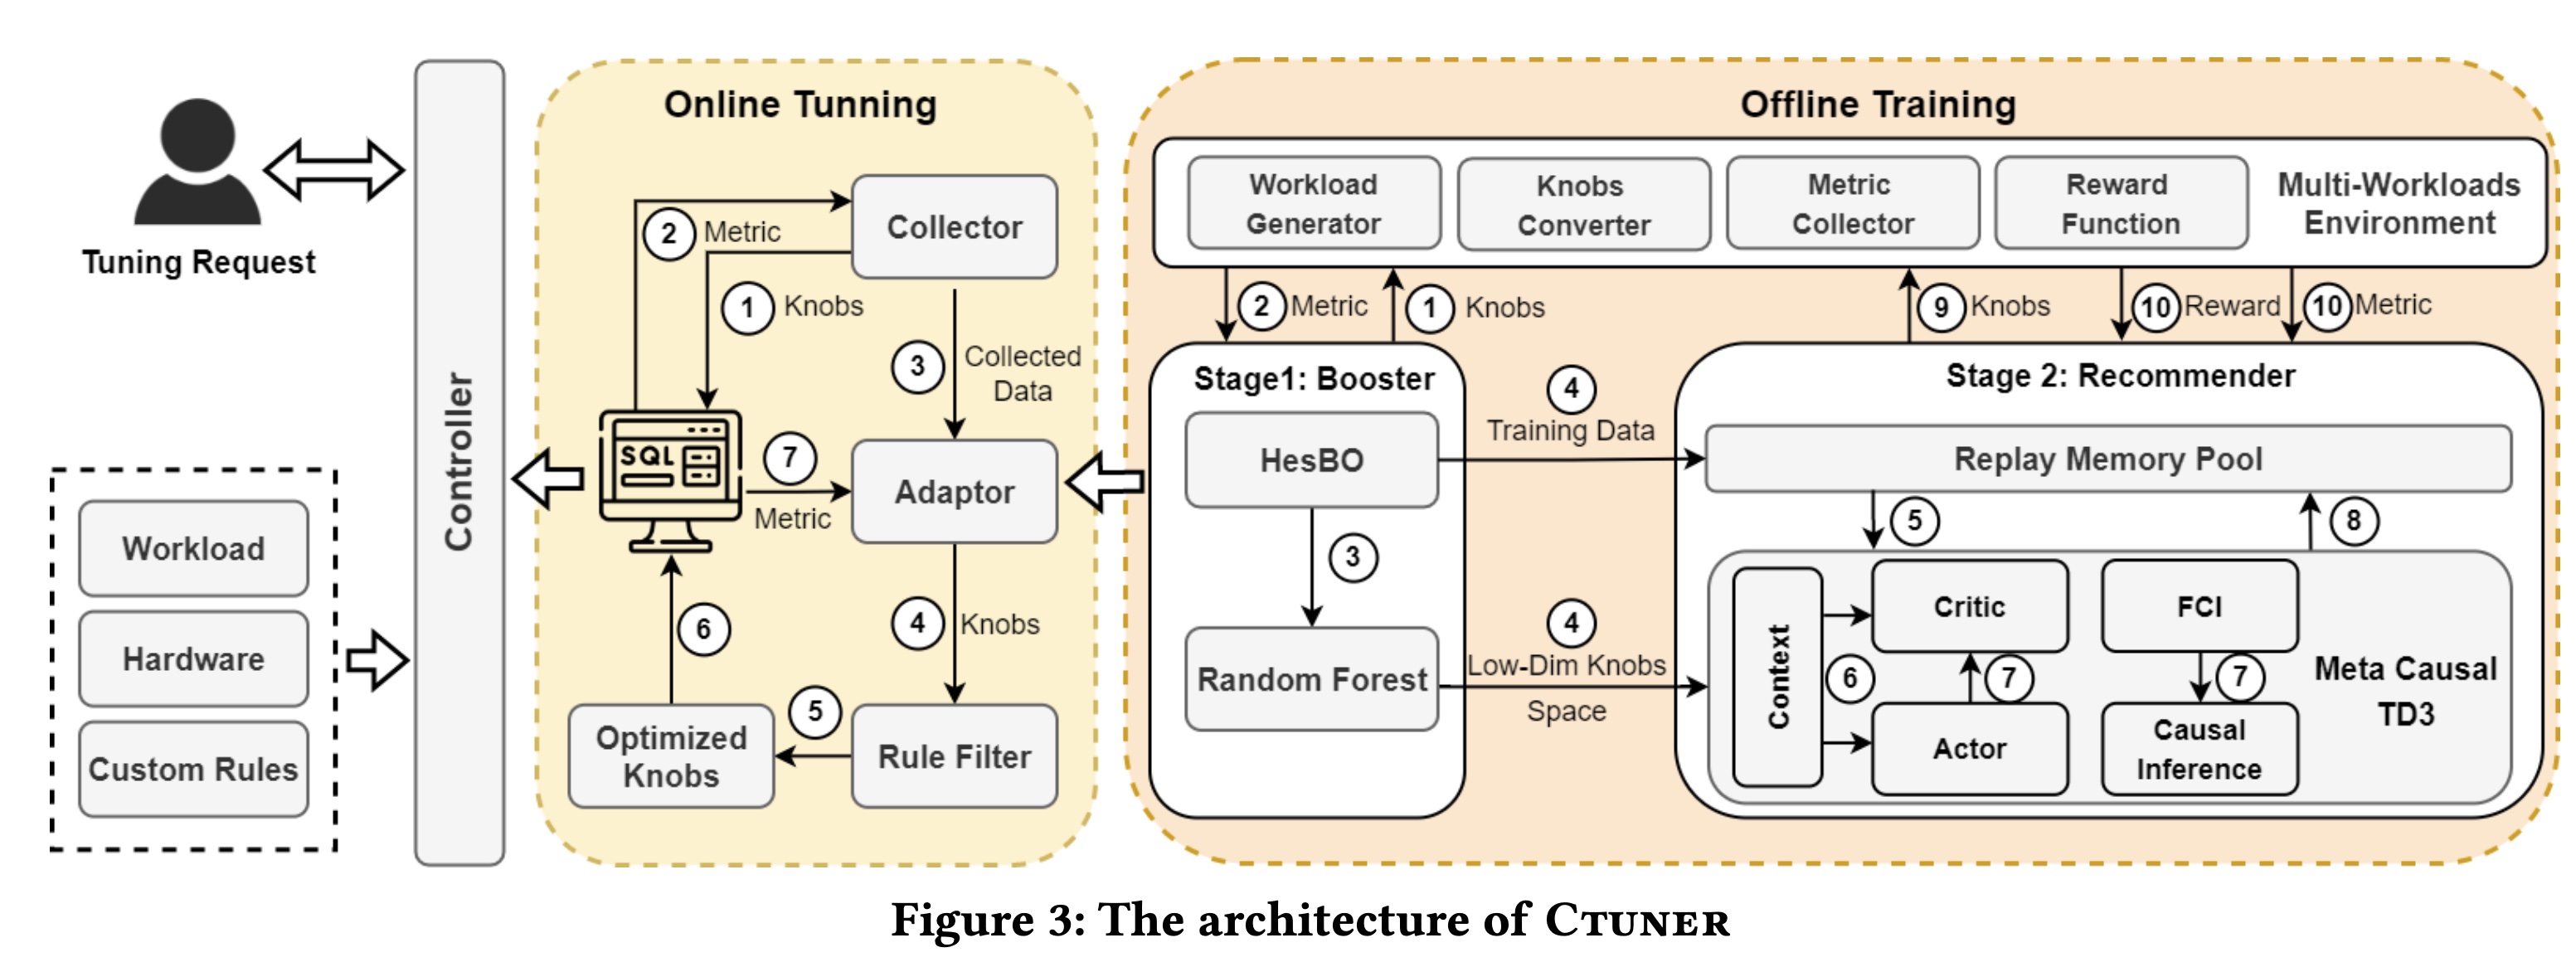 Tuning Request
Workload
Hardware
Custom Rules
Controller
Online Tunning
Collector
2 Metric
1 Knobs
3 Collected
Data
SQL
7
Metric
Adaptor
6
4 Knobs
Optimized
Knobs
5
Rule Filter
Offline Training
Workload
Generator
Knobs
Converter
Metric
Collector
Reward
Function
Multi-Workloads
Environment
2 Metric
1 Knobs
9 Knobs
10 Reward
10 Metric
Stage1: Booster
HesBO
3
Random Forest
4
Training Data
4
Low-Dim Knobs
Space
Stage 2: Recommender
Replay Memory Pool
5
8
Context
6
Critic
7
Actor
FCI
7
Causal
Inference
Meta Causal
TD3
Figure 3: The architecture of CTUNER